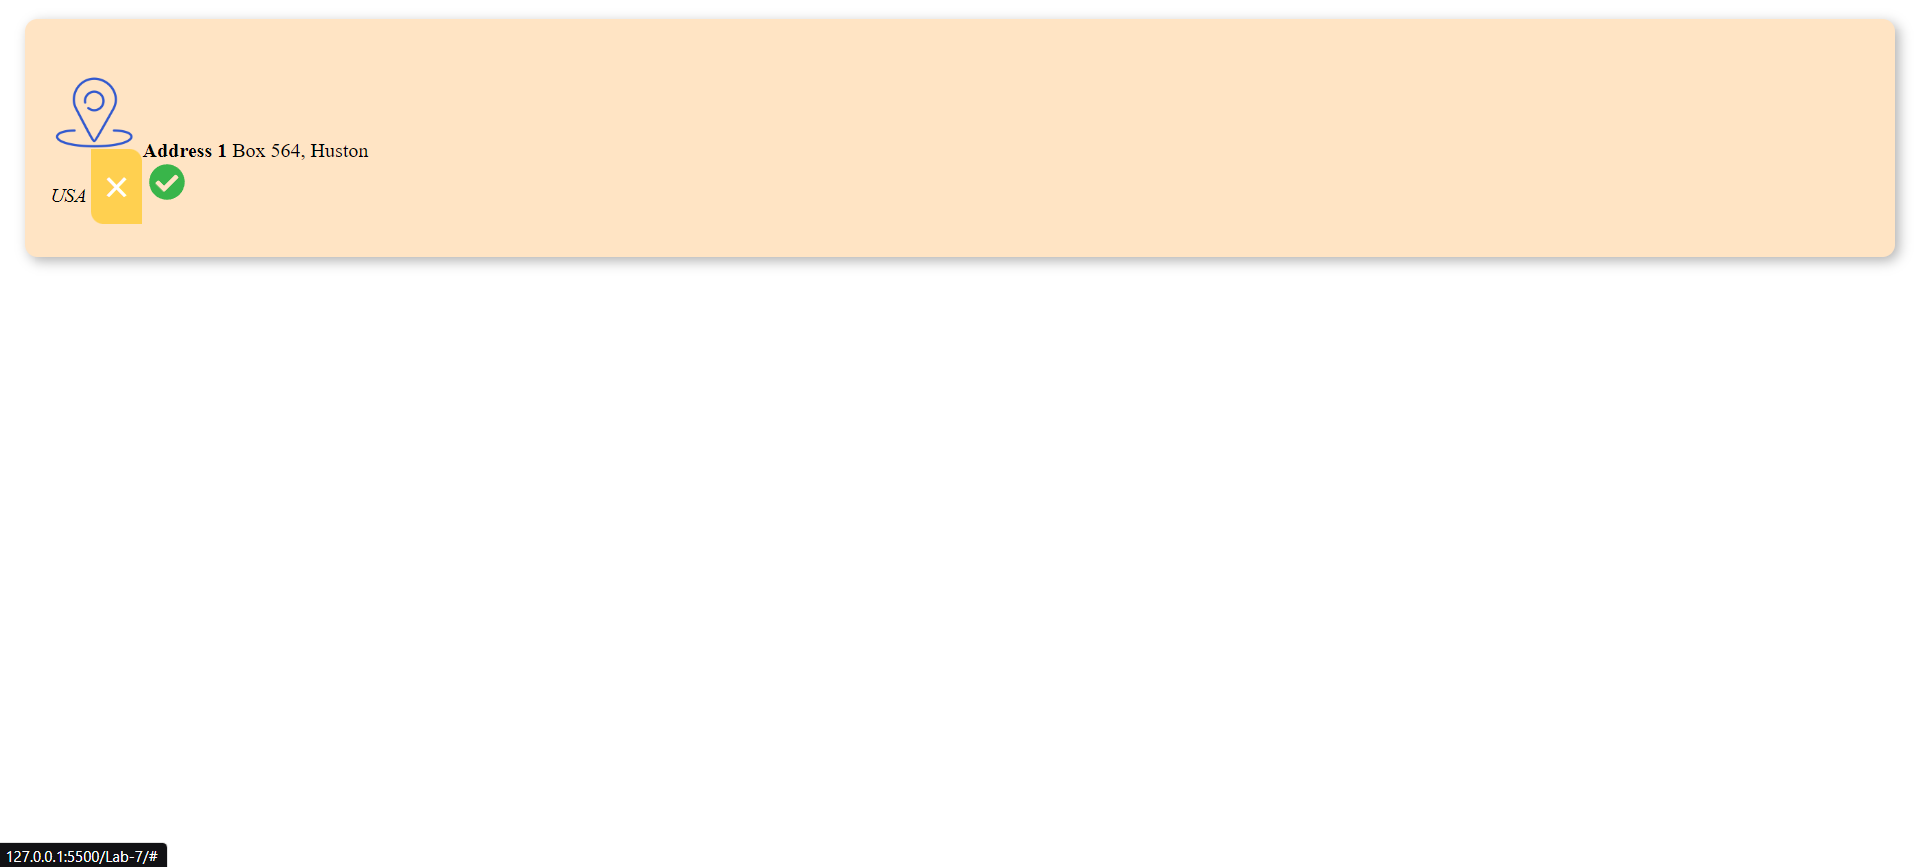 Address 1 Box 564, Huston
USA
127.0.0.1:5500/Lab-7/#